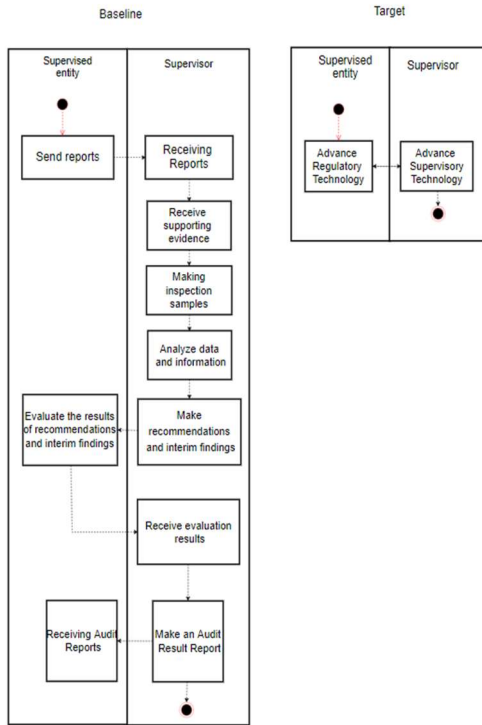 Baseline
Target
Supervised
entity
Supervisor
Supervised
entity
Supervisor
Send reports
Receiving
Reports
Advance
Regulatory
Technology
Advance
Supervisory
Technology
Receive
supporting
evidence
Making
inspection
samples
Analyze data
and information
Evaluate the results
of recommendations
and interim findings
Make
recommendations
and interim findings
Receive evaluation
results
Receiving Audit
Reports
Make an Audit
Result Report